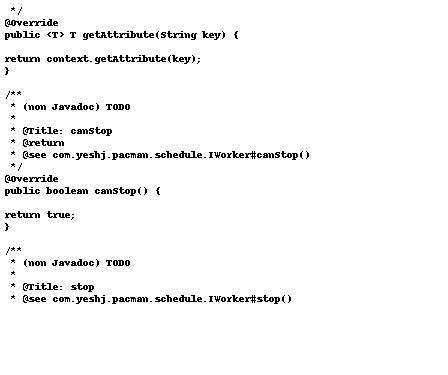 */
@Override
public <T> T getAttribute(String key) {

return context.getAttribute(key);
}

/**
 * (non Javadoc) TODO
 *
 * @Title: canStop
 * @return
 * @see com.yeshj.pacman.schedule.IWorker#canStop()
 */
@Override
public boolean canStop() {

return true;
}

/**
 * (non Javadoc) TODO
 *
 * @Title: stop
 * @see com.yeshj.pacman.schedule.IWorker#stop()